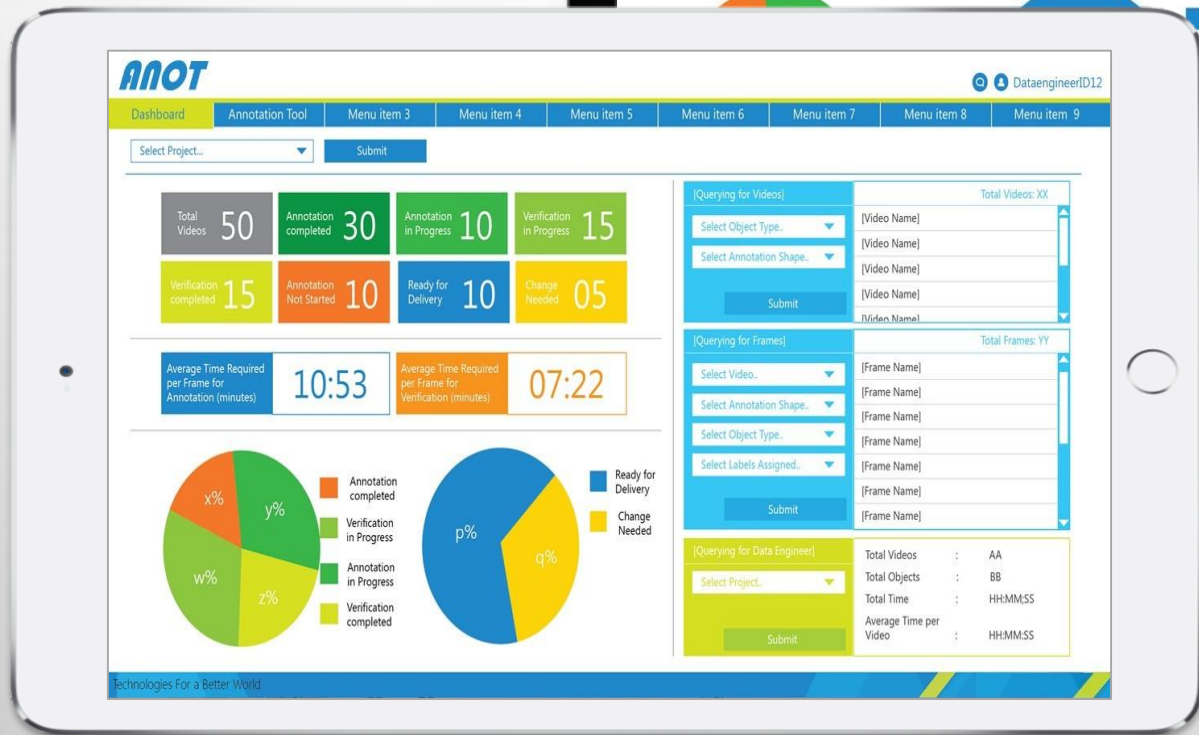 ANOT
DataengineerID12
Dashboard
Annotation Tool
Menu item 3
Menu item 4
Menu item 5
Menu item 6
Menu item 7
Menu item 8
Menu item 9
Select Project...
Submit
Total
Videos
50
Annotation
completed
30
Annotation
in Progress
10
Verification
in Progress
15
Verification
completed
15
Annotation
Not Started
10
Ready for
Delivery
10
Change
Needed
05
Average Time Required
per Frame for
Annotation (minutes)
10:53
Average Time Required
per Frame for
Verification (minutes)
07:22
x%
y%
w%
z%
Annotation
completed
Verification
in Progress
Annotation
in Progress
Verification
completed
p%
q%
Ready for
Delivery
Change
Needed
[Querying for Videos]
Select Object Type..
Select Annotation Shape..
Submit
Total Videos: XX
[Video Name]
[Video Name]
[Video Name]
[Video Name]
[Video Name]
[Querying for Frames]
Select Video..
Select Annotation Shape..
Select Object Type..
Select Labels Assigned..
Submit
Total Frames: YY
[Frame Name]
[Frame Name]
[Frame Name]
[Frame Name]
[Frame Name]
[Frame Name]
[Frame Name]
[Querying for Data Engineer]
Select Project..
Submit
Total Videos : AA
Total Objects : BB
Total Time : HH:MM;SS
Average Time per
Video : HH:MM:SS
Technologies For a Better World